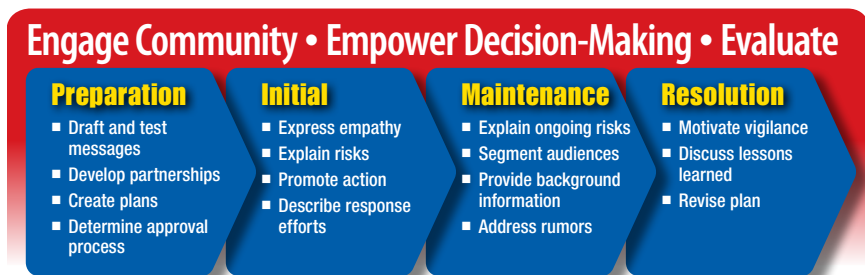 Engage Community • Empower Decision-Making • Evaluate
Preparation
■ Draft and test
messages
■ Develop partnerships
■ Create plans
■ Determine approval
process
Initial
■ Express empathy
■ Explain risks
■ Promote action
■ Describe response
efforts
Maintenance
■ Explain ongoing risks
■ Segment audiences
■ Provide background
information
■ Address rumors
Resolution
■ Motivate vigilance
■ Discuss lessons
learned
■ Revise plan